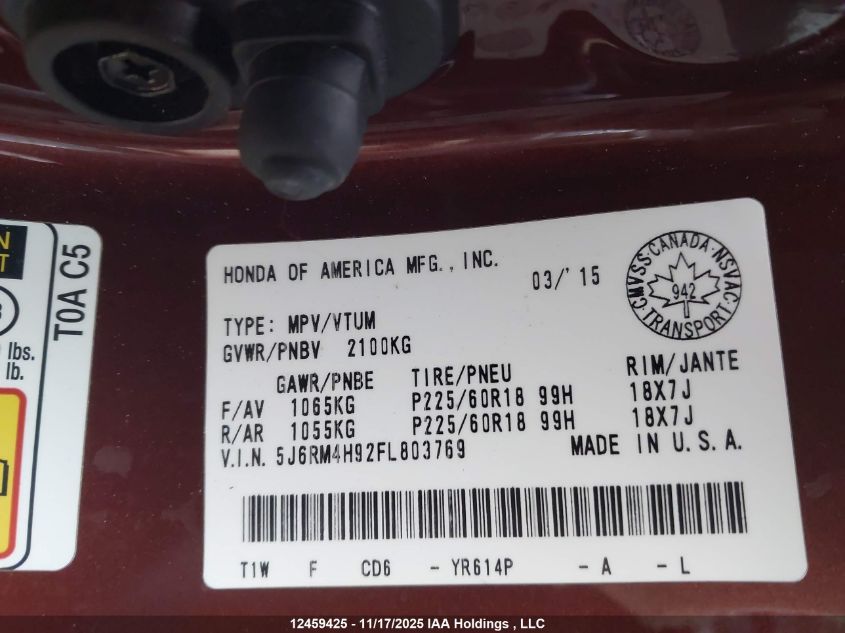 HONDA OF AMERICA MFG., INC.
03/'15
CMVSS·CANADA·NSVAC·TRANSPORT
942
TYPE: MPV/VTUM
GVWR/PNBV 2100KG
GAWR/PNBE TIRE/PNEU RIM/JANTE
F/AV 1065KG P225/60R18 99H 18X7J
R/AR 1055KG P225/60R18 99H 18X7J
V.I.N. 5J6RM4H92FL803769 MADE IN U.S.A.
T1W F CD6 - YR614P - A - L
T0A C5
lbs.
lb.
12459425 - 11/17/2025 IAA Holdings , LLC